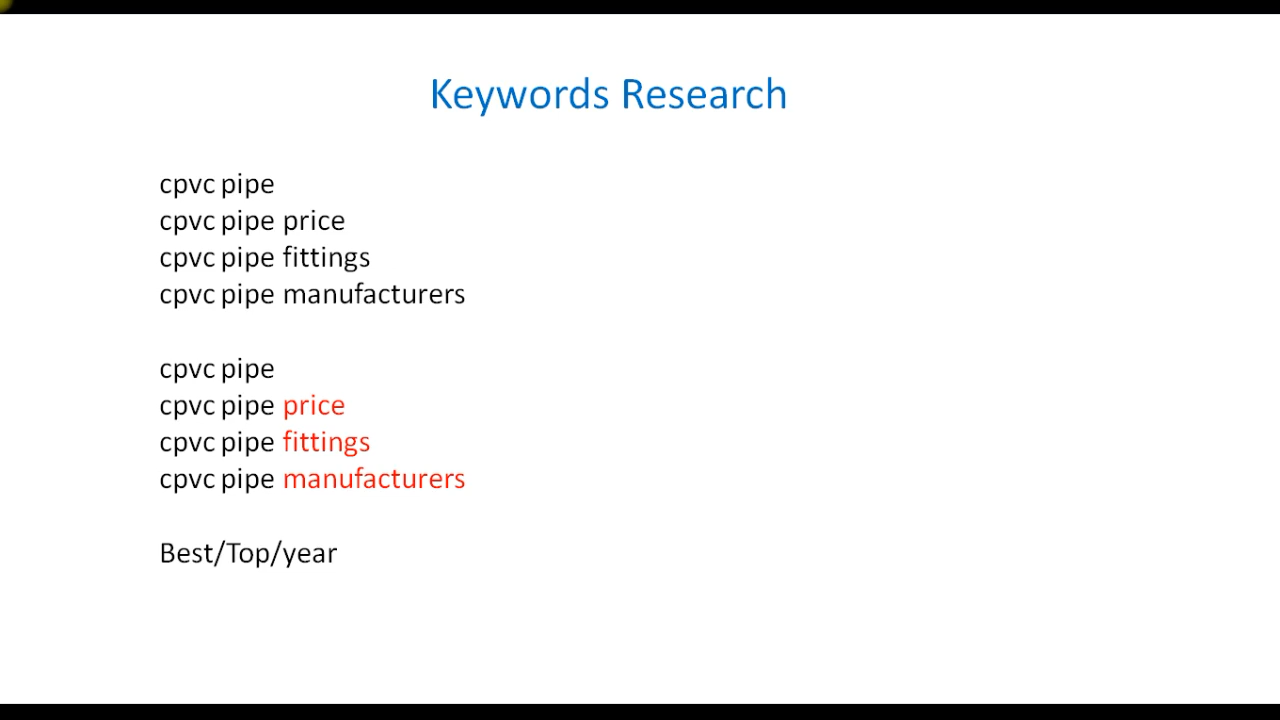 Keywords Research
cpvc pipe
cpvc pipe price
cpvc pipe fittings
cpvc pipe manufacturers
cpvc pipe
cpvc pipe price
cpvc pipe fittings
cpvc pipe manufacturers
Best/Top/year